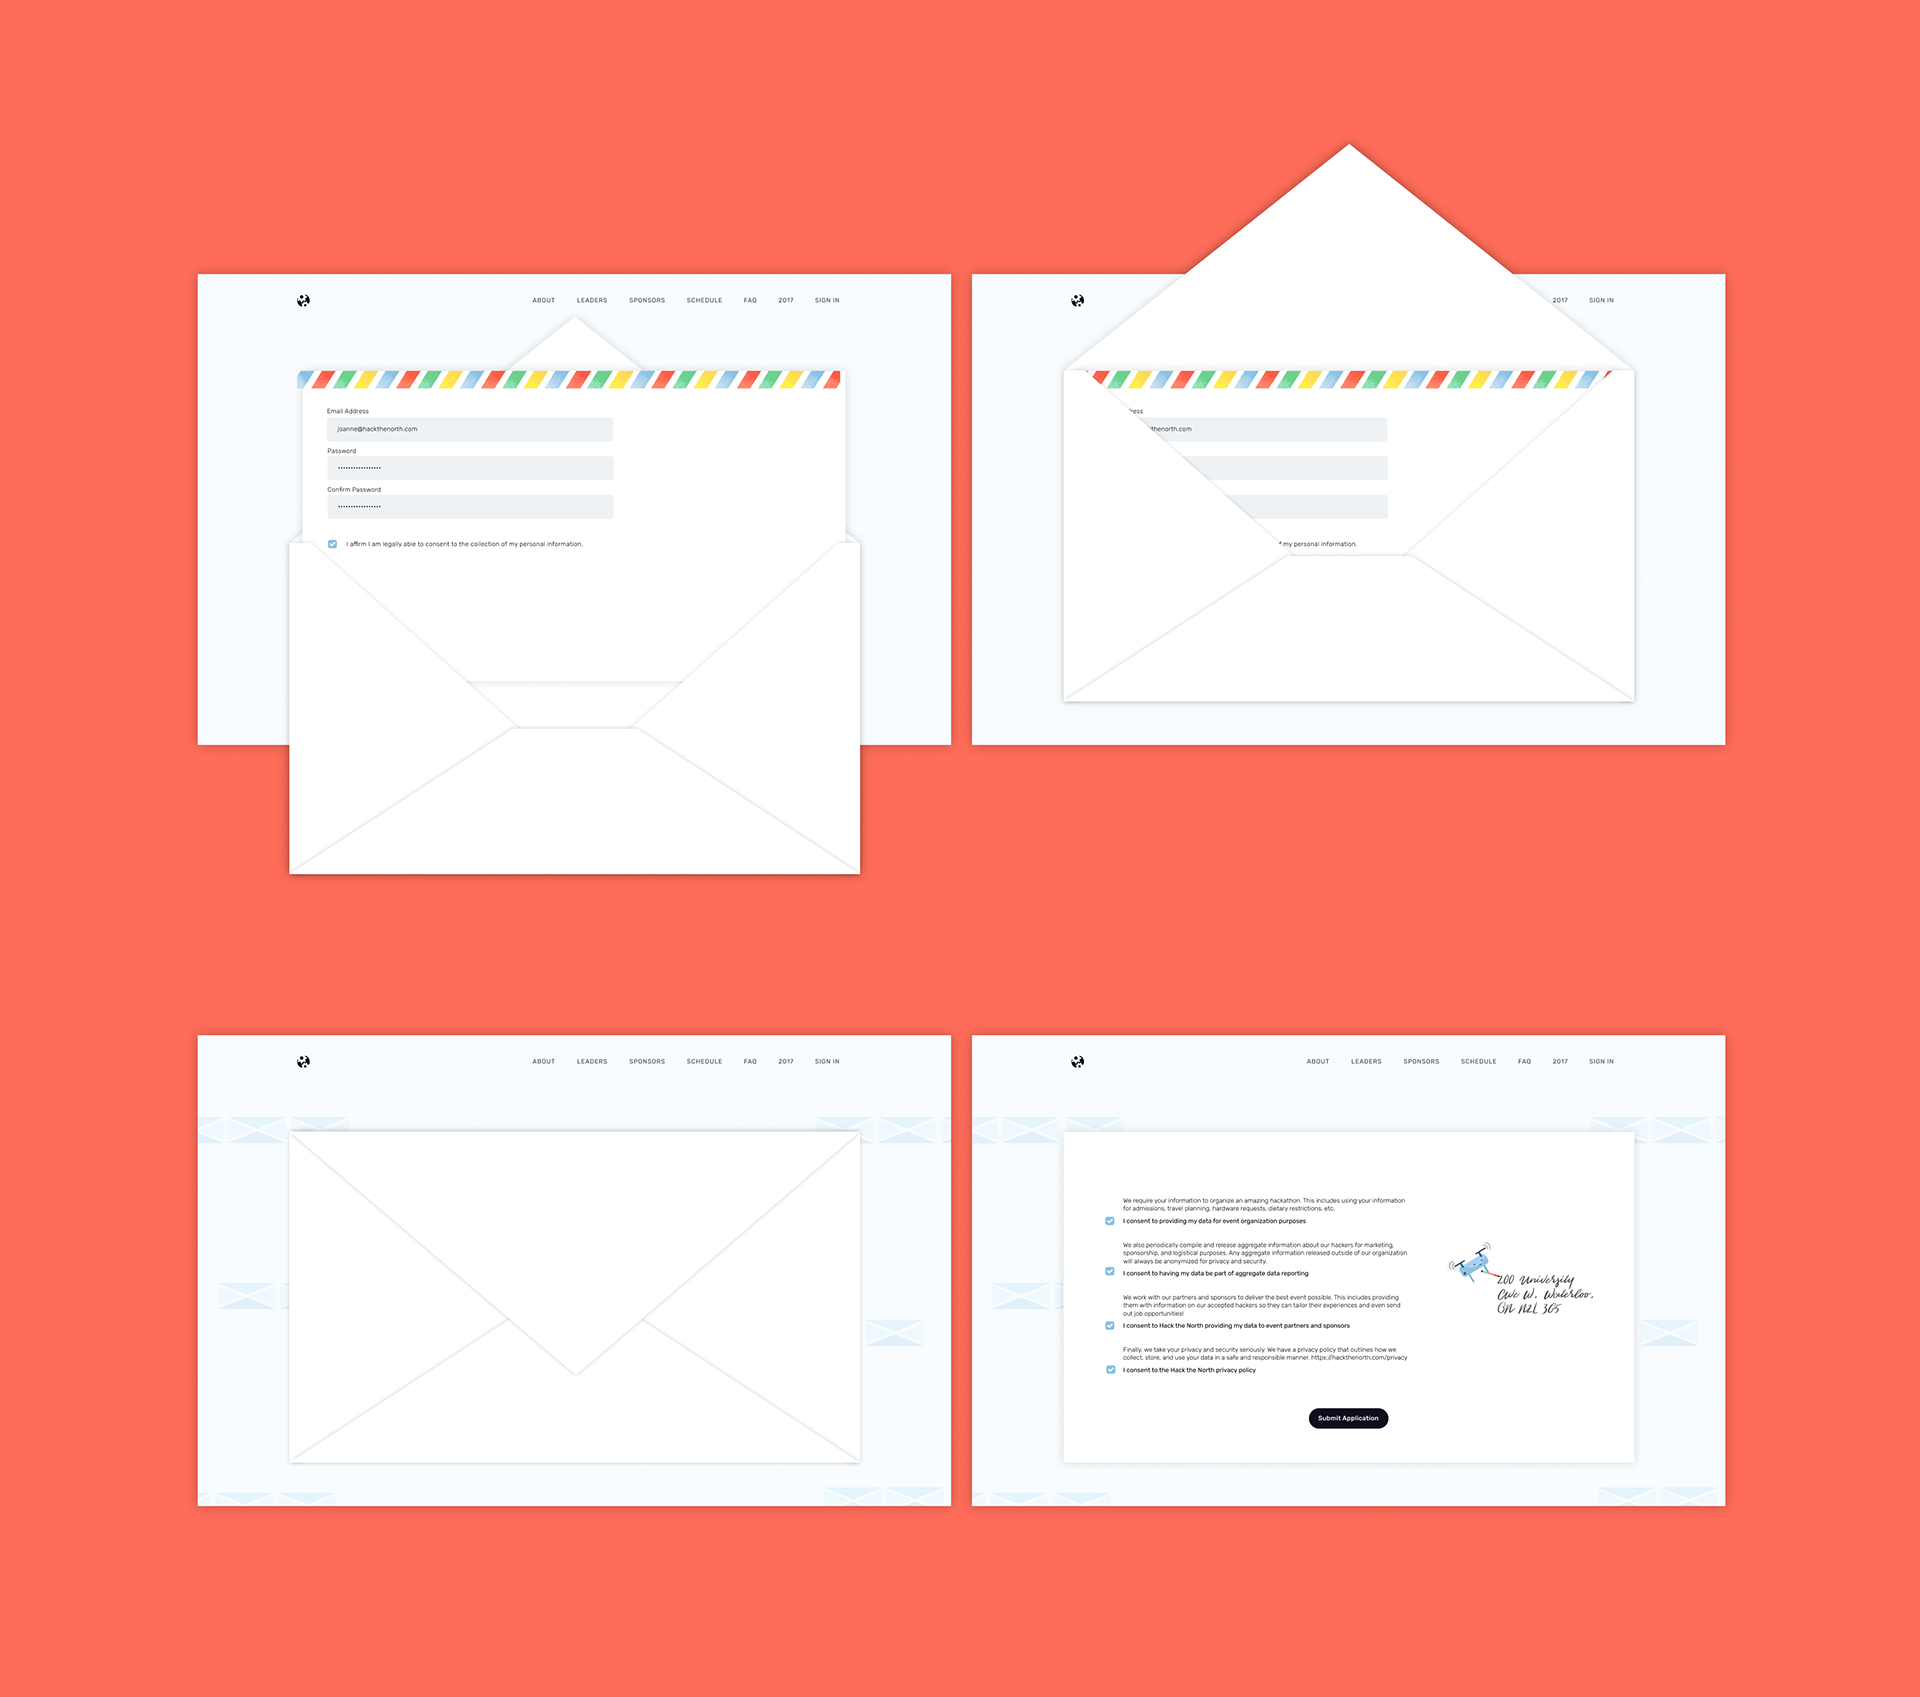 ABOUT LEADERS SPONSORS SCHEDULE FAQ 2017 SIGN IN
Email Address
joanne@hackthenorth.com
Password
•••••••••••••••••
Confirm Password
•••••••••••••••••
I affirm I am legally able to consent to the collection of my personal information.
2017 SIGN IN
ress
thenorth.com
my personal information.
ABOUT LEADERS SPONSORS SCHEDULE FAQ 2017 SIGN IN
ABOUT LEADERS SPONSORS SCHEDULE FAQ 2017 SIGN IN
We require your information to organize an amazing hackathon. This includes using your information
for admissions, travel planning, hardware requests, dietary restrictions, etc.
I consent to providing my data for event organization purposes
We also periodically compile and release aggregate information about our hackers for marketing,
sponsorship, and logistical purposes. Any aggregate information released outside of our organization
will always be anonymized for privacy and security.
I consent to having my data be part of aggregate data reporting
We work with our partners and sponsors to deliver the best event possible. This includes providing
them with information on our accepted hackers so they can tailor their experiences and even send
out job opportunities!
I consent to Hack the North providing my data to event partners and sponsors
Finally, we take your privacy and security seriously. We have a privacy policy that outlines how we
collect, store, and use your data in a safe and responsible manner. https://hackthenorth.com/privacy
I consent to the Hack the North privacy policy
200 University
Ave W, Waterloo,
ON N2L 3G5
Submit Application